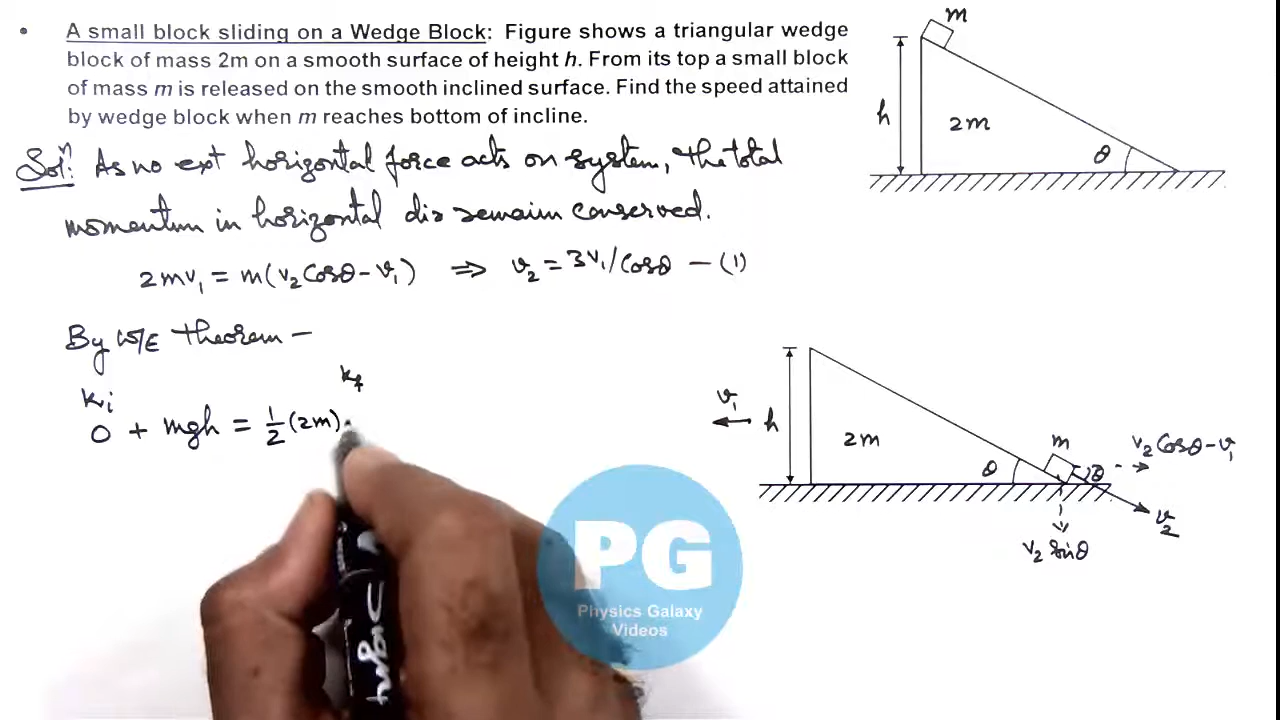 • A small block sliding on a Wedge Block: Figure shows a triangular wedge
block of mass 2m on a smooth surface of height h. From its top a small block
of mass m is released on the smooth inclined surface. Find the speed attained
by wedge block when m reaches bottom of incline.
m
h
2m
θ
Solⁿ: As no ext horizontal force acts on system, the total
momentum in horizontal dir remain conserved.
2mv₁ = m(v₂ Cosθ - v₁) ⇒ v₂ = 3v₁/Cosθ — (1)
By W/E theorem —
kᵢ
k_f
0 + mgh = ½(2m)
v₁
h
2m
θ
m
θ
v₂ Cosθ - v₁
v₂
v₂ sinθ
PG
Physics Galaxy
Videos